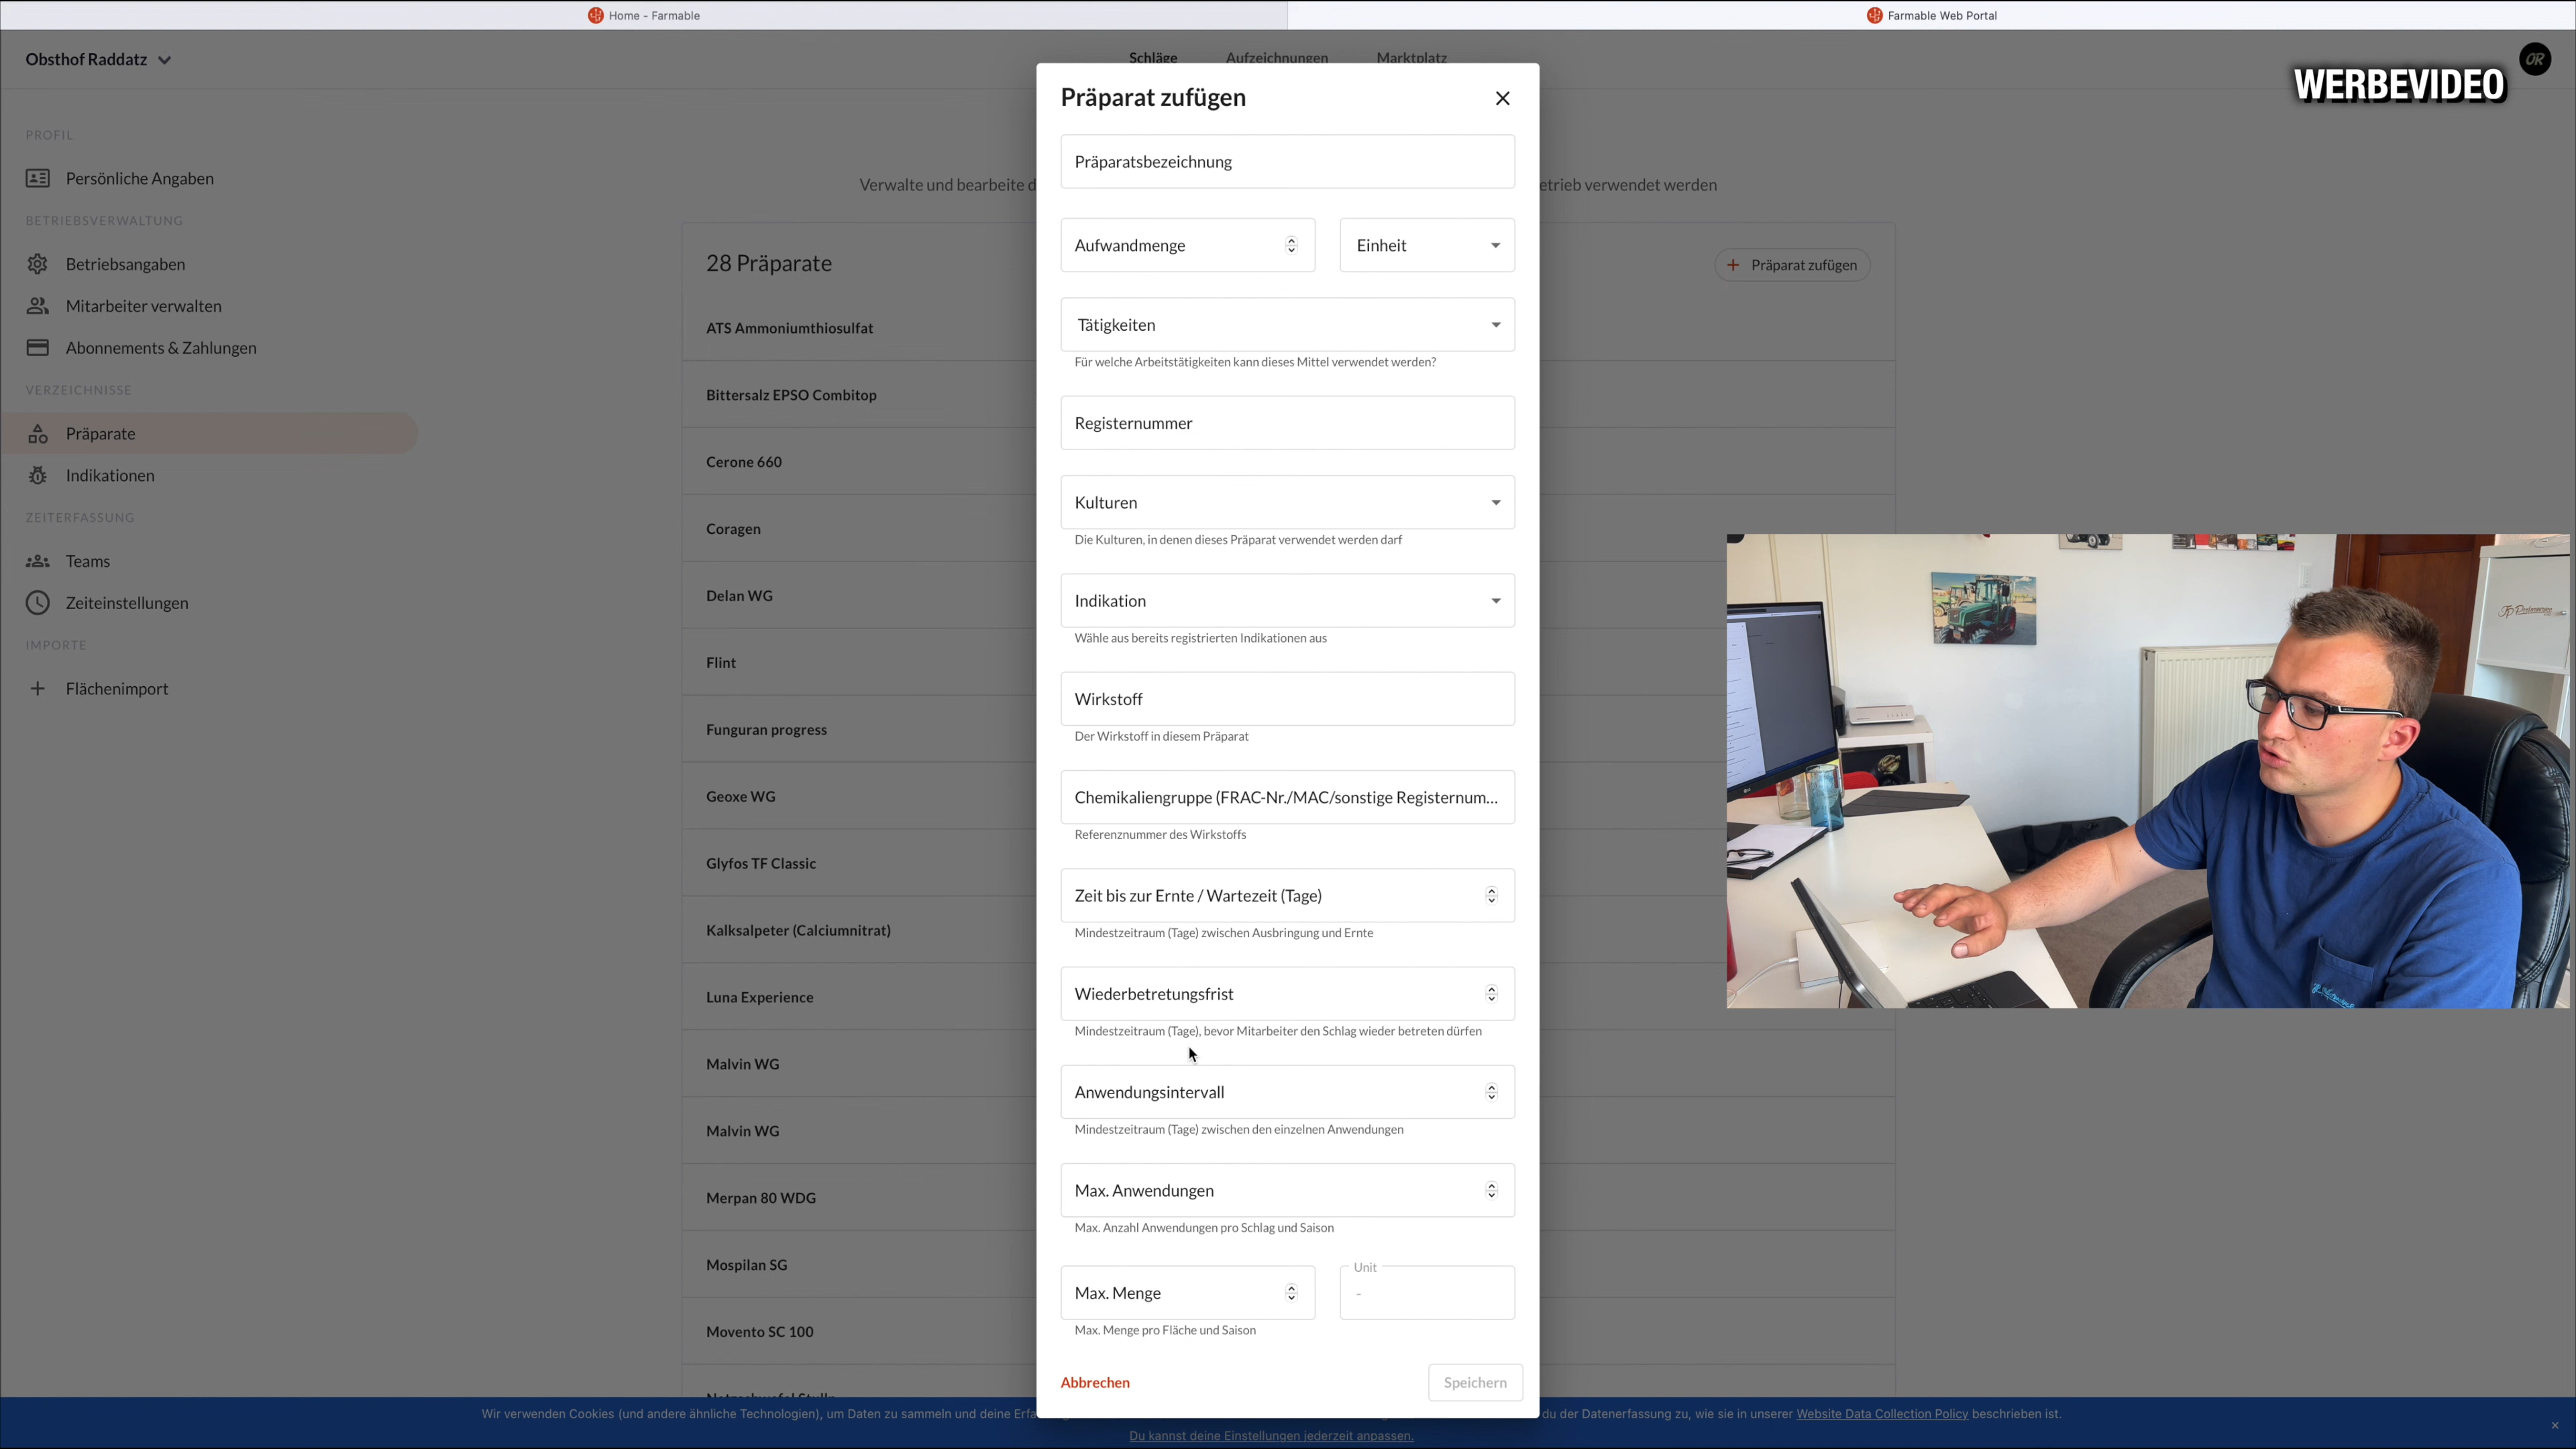 Home - Farmable
Farmable Web Portal
Obsthof Raddatz
Schläge
Aufzeichnungen
Marktplatz
OR
WERBEVIDEO
PROFIL
Persönliche Angaben
BETRIEBSVERWALTUNG
Betriebsangaben
Mitarbeiter verwalten
Abonnements & Zahlungen
VERZEICHNISSE
Präparate
Indikationen
ZEITERFASSUNG
Teams
Zeiteinstellungen
IMPORTE
Flächenimport
Verwalte und bearbeite d
etrieb verwendet werden
28 Präparate
Präparat zufügen
ATS Ammoniumthiosulfat
Bittersalz EPSO Combitop
Cerone 660
Coragen
Delan WG
Flint
Funguran progress
Geoxe WG
Glyfos TF Classic
Kalksalpeter (Calciumnitrat)
Luna Experience
Malvin WG
Malvin WG
Merpan 80 WDG
Mospilan SG
Movento SC 100
Präparat zufügen
Präparatsbezeichnung
Aufwandmenge
Einheit
Tätigkeiten
Für welche Arbeitstätigkeiten kann dieses Mittel verwendet werden?
Registernummer
Kulturen
Die Kulturen, in denen dieses Präparat verwendet werden darf
Indikation
Wähle aus bereits registrierten Indikationen aus
Wirkstoff
Der Wirkstoff in diesem Präparat
Chemikaliengruppe (FRAC-Nr./MAC/sonstige Registernum...
Referenznummer des Wirkstoffs
Zeit bis zur Ernte / Wartezeit (Tage)
Mindestzeitraum (Tage) zwischen Ausbringung und Ernte
Wiederbetretungsfrist
Mindestzeitraum (Tage), bevor Mitarbeiter den Schlag wieder betreten dürfen
Anwendungsintervall
Mindestzeitraum (Tage) zwischen den einzelnen Anwendungen
Max. Anwendungen
Max. Anzahl Anwendungen pro Schlag und Saison
Max. Menge
Unit
-
Max. Menge pro Fläche und Saison
Abbrechen
Speichern
Wir verwenden Cookies (und andere ähnliche Technologien), um Daten zu sammeln und deine Erfa
du der Datenerfassung zu, wie sie in unserer Website Data Collection Policy beschrieben ist.
Du kannst deine Einstellungen jederzeit anpassen.